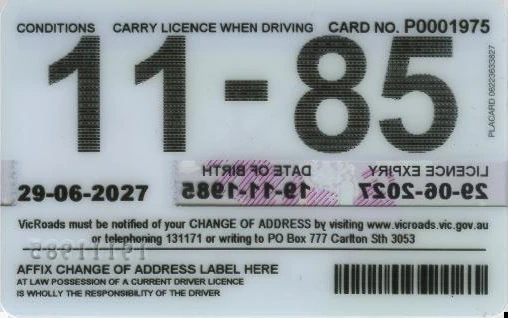 CONDITIONS CARRY LICENCE WHEN DRIVING CARD NO. P0001975
11-85
PLACARD 06223633827
DATE OF BIRTH LICENCE EXPIRY
29-06-2027 19-11-1985 29-06-2027
VicRoads must be notified of your CHANGE OF ADDRESS by visiting www.vicroads.vic.gov.au
or telephoning 131171 or writing to PO Box 777 Carlton Sth 3053
19111985
AFFIX CHANGE OF ADDRESS LABEL HERE
AT LAW POSSESSION OF A CURRENT DRIVER LICENCE
IS WHOLLY THE RESPONSIBILITY OF THE DRIVER